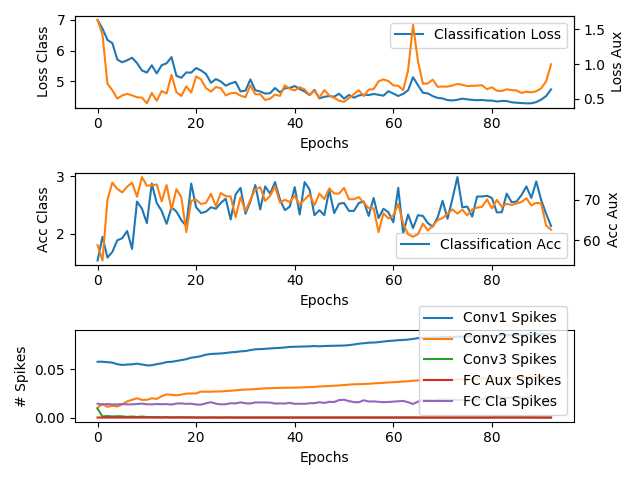 7
6
5
Loss Class
Classification Loss
1.5
1.0
0.5
Loss Aux
0 20 40 60 80
Epochs
3
2
Acc Class
Classification Acc
70
60
Acc Aux
0 20 40 60 80
Epochs
0.05
0.00
# Spikes
Conv1 Spikes
Conv2 Spikes
Conv3 Spikes
FC Aux Spikes
FC Cla Spikes
0 20 40 60 80
Epochs